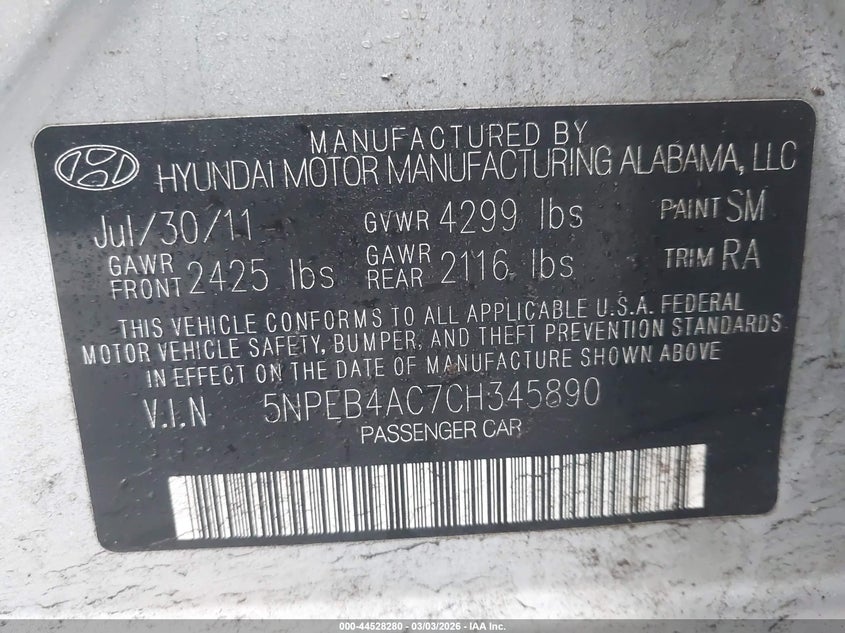 MANUFACTURED BY
HYUNDAI MOTOR MANUFACTURING ALABAMA, LLC
Jul/30/11 GVWR 4299 lbs PAINT SM
GAWR FRONT 2425 lbs GAWR REAR 2116 lbs TRIM RA
THIS VEHICLE CONFORMS TO ALL APPLICABLE U.S.A. FEDERAL
MOTOR VEHICLE SAFETY, BUMPER, AND THEFT PREVENTION STANDARDS
IN EFFECT ON THE DATE OF MANUFACTURE SHOWN ABOVE
V.I.N 5NPEB4AC7CH345890
PASSENGER CAR
000-44528280 - 03/03/2026 - IAA Inc.